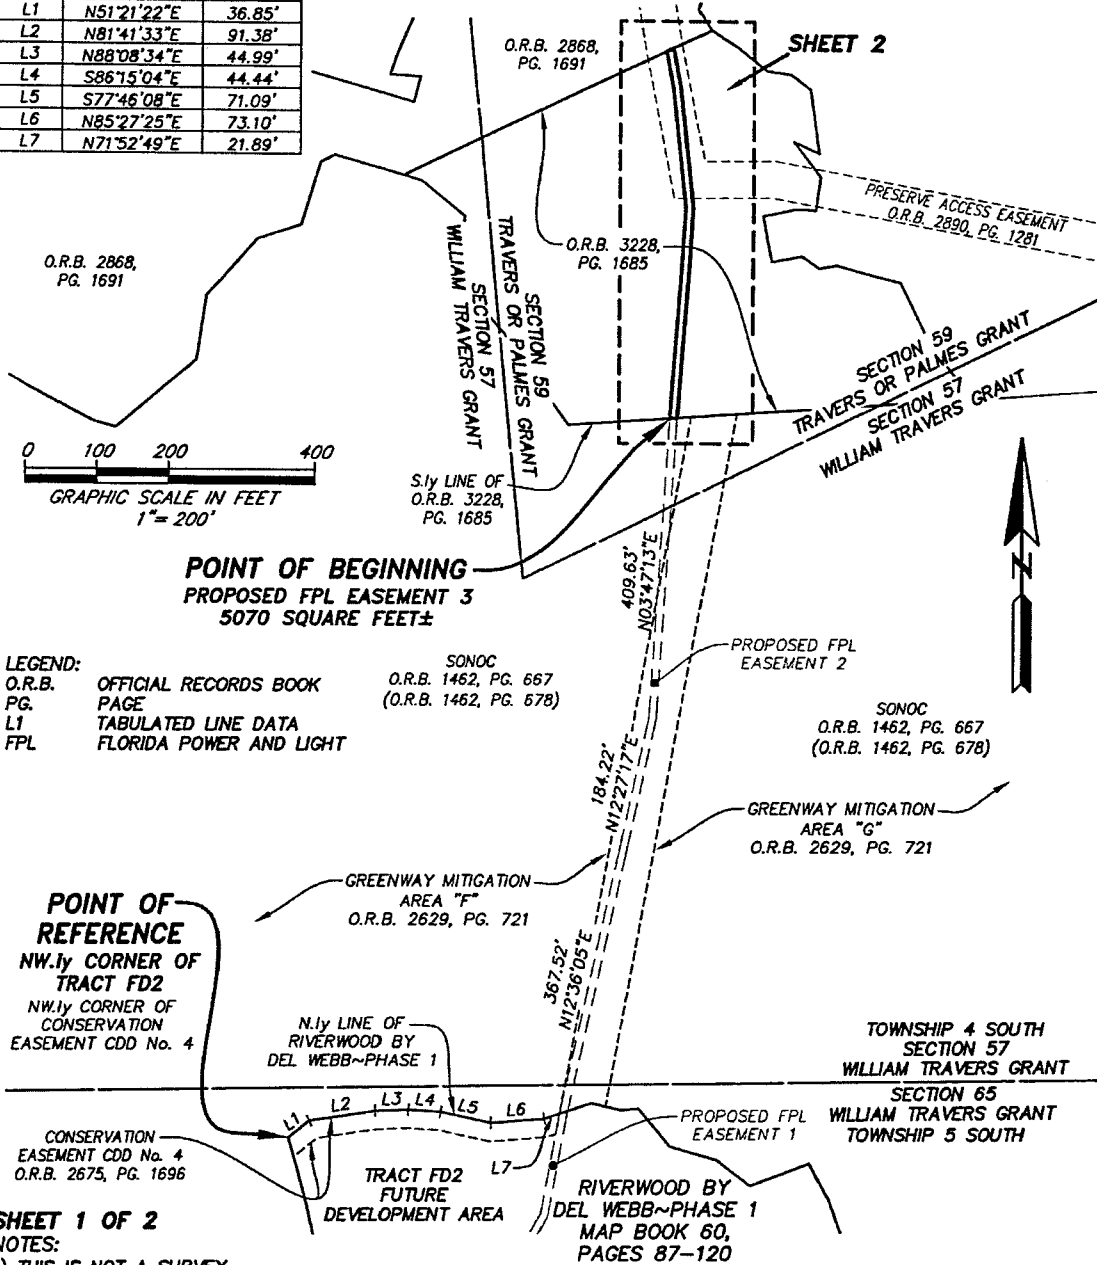 L1 N51°21'22"E 36.85'
L2 N81°41'33"E 91.38'
L3 N88°08'34"E 44.99'
L4 S86°15'04"E 44.44'
L5 S77°46'08"E 71.09'
L6 N85°27'25"E 73.10'
L7 N71°52'49"E 21.89'
O.R.B. 2868,
PG. 1691
SHEET 2
PRESERVE ACCESS EASEMENT
O.R.B. 2890, PG. 1281
O.R.B. 2868,
PG. 1691
O.R.B. 3228,
PG. 1685
SECTION 59
TRAVERS OR PALMES GRANT
SECTION 57
WILLIAM TRAVERS GRANT
SECTION 59
TRAVERS OR PALMES GRANT
SECTION 57
WILLIAM TRAVERS GRANT
0 100 200 400
GRAPHIC SCALE IN FEET
1"= 200'
S.ly LINE OF
O.R.B. 3228,
PG. 1685
POINT OF BEGINNING
PROPOSED FPL EASEMENT 3
5070 SQUARE FEET±
409.63'
N03°47'13"E
N
LEGEND:
O.R.B. OFFICIAL RECORDS BOOK
PG. PAGE
L1 TABULATED LINE DATA
FPL FLORIDA POWER AND LIGHT
SONOC
O.R.B. 1462, PG. 667
(O.R.B. 1462, PG. 678)
PROPOSED FPL
EASEMENT 2
SONOC
O.R.B. 1462, PG. 667
(O.R.B. 1462, PG. 678)
184.22'
N12°27'17"E
GREENWAY MITIGATION
AREA "G"
O.R.B. 2629, PG. 721
GREENWAY MITIGATION
AREA "F"
O.R.B. 2629, PG. 721
POINT OF
REFERENCE
NW.ly CORNER OF
TRACT FD2
NW.ly CORNER OF
CONSERVATION
EASEMENT CDD No. 4
367.52'
N12°36'05"E
N.ly LINE OF
RIVERWOOD BY
DEL WEBB~PHASE 1
TOWNSHIP 4 SOUTH
SECTION 57
WILLIAM TRAVERS GRANT
SECTION 65
WILLIAM TRAVERS GRANT
TOWNSHIP 5 SOUTH
L1 L2 L3 L4 L5 L6
L7
PROPOSED FPL
EASEMENT 1
CONSERVATION
EASEMENT CDD No. 4
O.R.B. 2675, PG. 1696
TRACT FD2
FUTURE
DEVELOPMENT AREA
RIVERWOOD BY
DEL WEBB~PHASE 1
MAP BOOK 60,
PAGES 87–120
SHEET 1 OF 2
NOTES:
THIS IS NOT A SURVEY